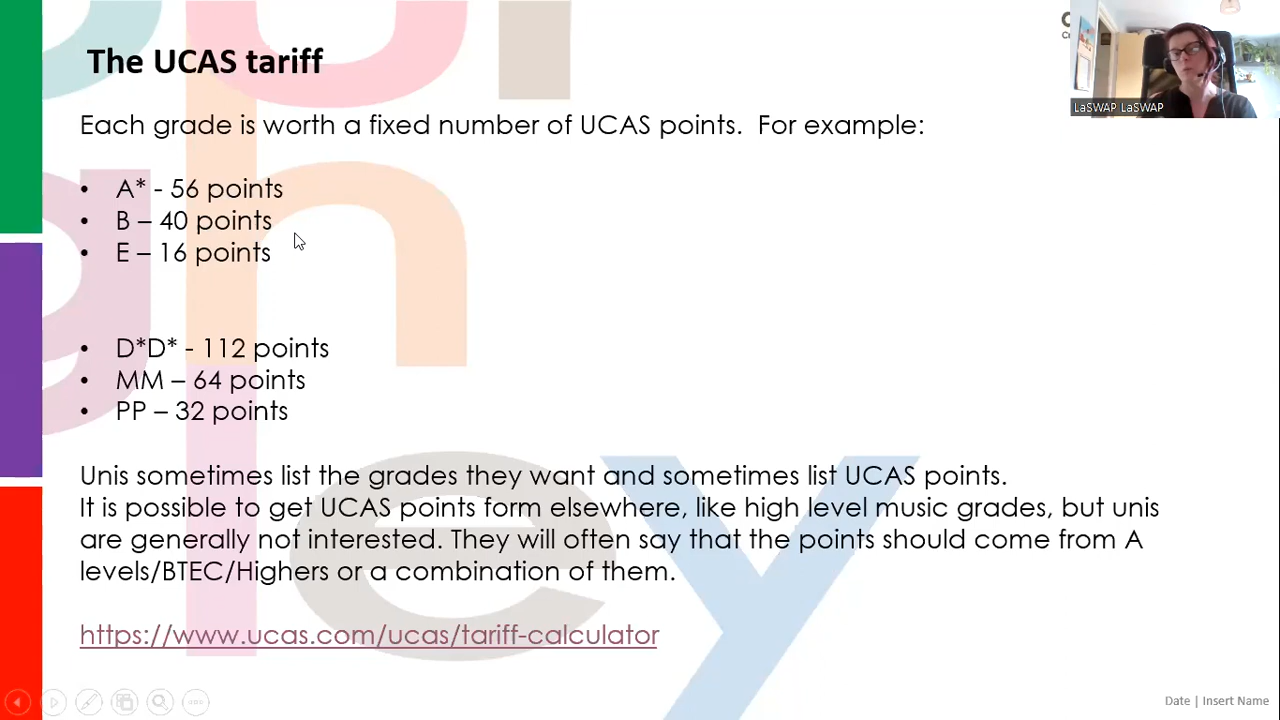 The UCAS tariff
Each grade is worth a fixed number of UCAS points.  For example:
• A* - 56 points
• B – 40 points
• E – 16 points
• D*D* - 112 points
• MM – 64 points
• PP – 32 points
Unis sometimes list the grades they want and sometimes list UCAS points.
It is possible to get UCAS points form elsewhere, like high level music grades, but unis
are generally not interested. They will often say that the points should come from A
levels/BTEC/Highers or a combination of them.
https://www.ucas.com/ucas/tariff-calculator
LaSWAP LaSWAP
Date | Insert Name